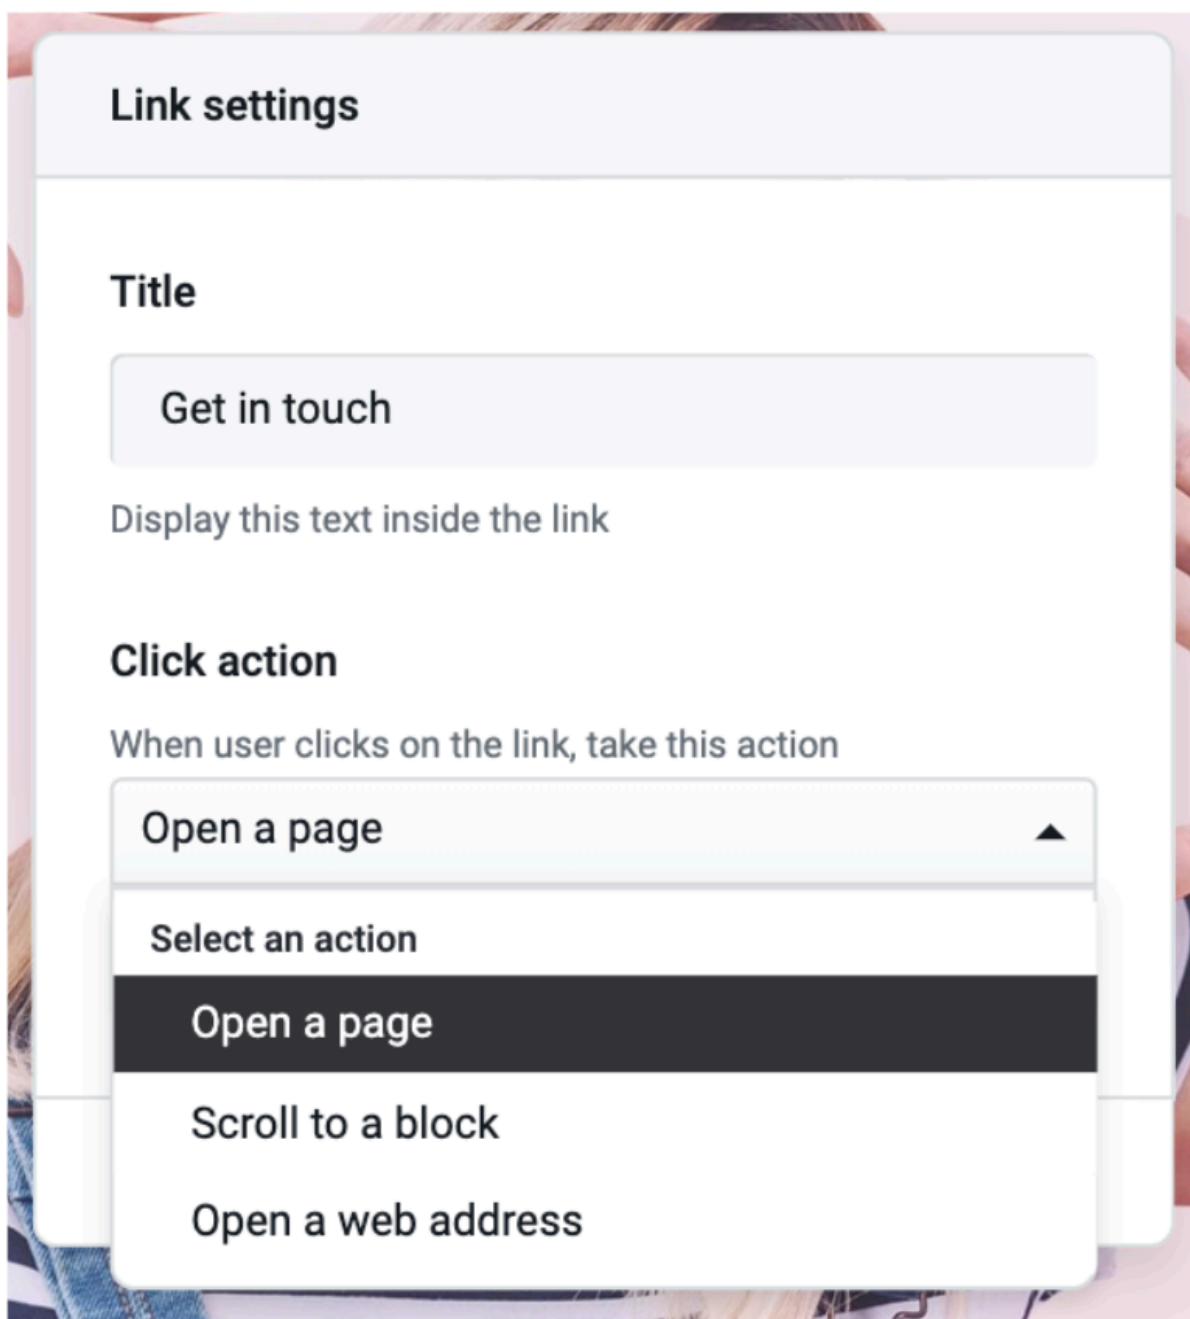 Link settings
Title
Get in touch
Display this text inside the link
Click action
When user clicks on the link, take this action
Open a page
Select an action
Open a page
Scroll to a block
Open a web address